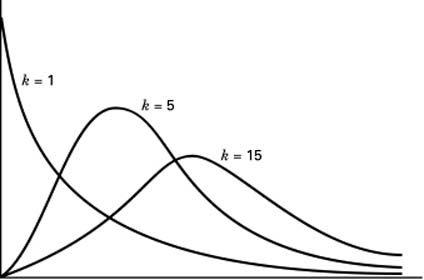 k = 1
k = 5
k = 15